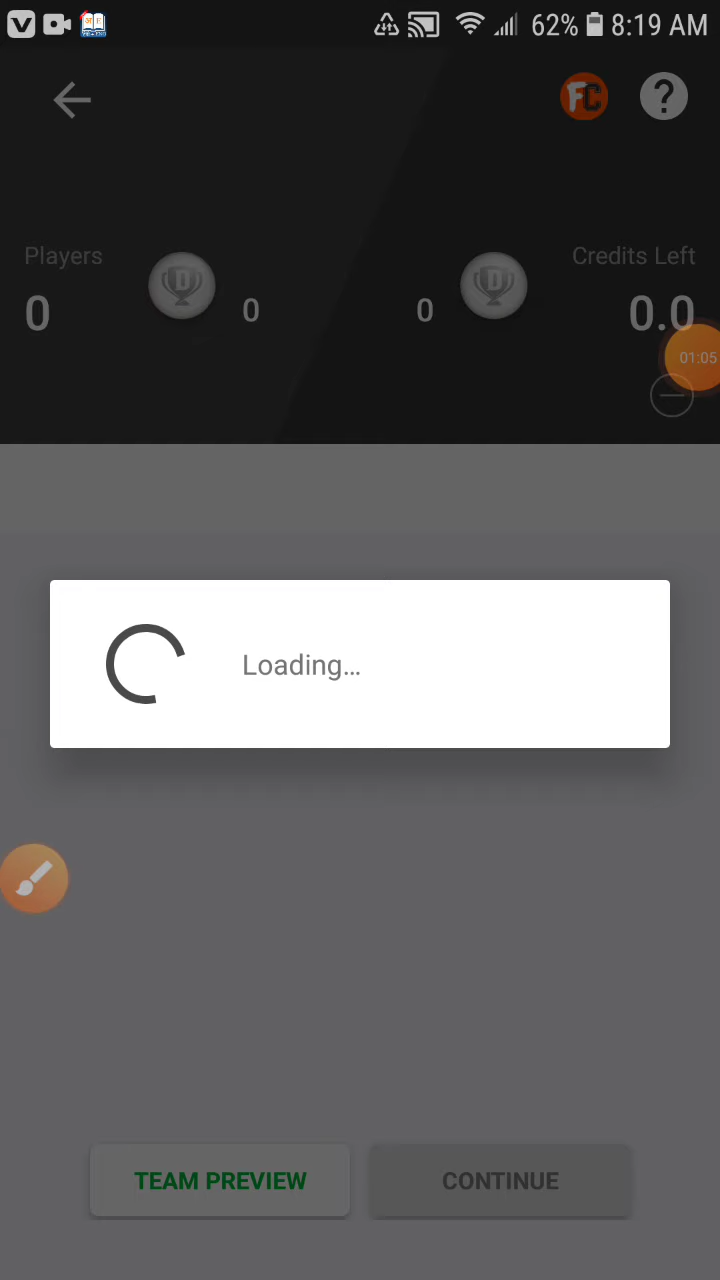 62% 8:19 AM
FC ?
Players
Credits Left
D
D
0
0
0
0.0
01:05
Loading...
TEAM PREVIEW
CONTINUE